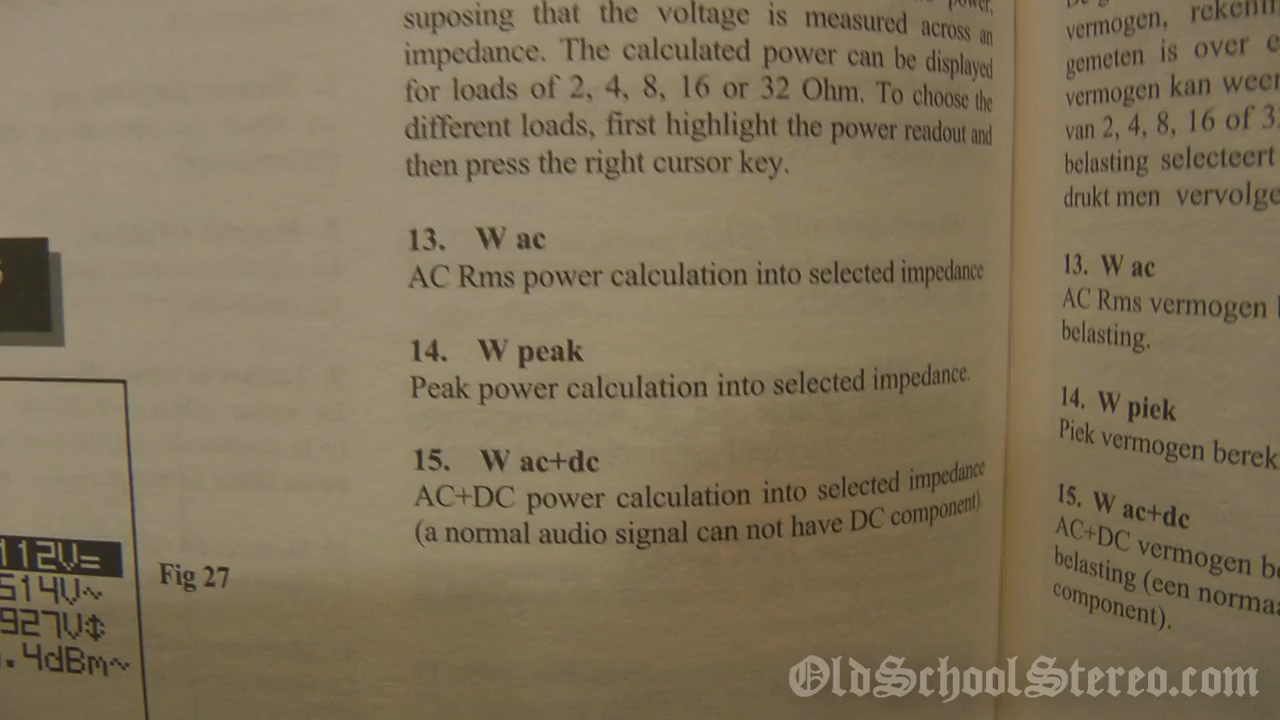 suposing that the voltage is measured across an
impedance. The calculated power can be displayed
for loads of 2, 4, 8, 16 or 32 Ohm. To choose the
different loads, first highlight the power readout and
then press the right cursor key.
13. W ac
AC Rms power calculation into selected impedance
14. W peak
Peak power calculation into selected impedance.
15. W ac+dc
AC+DC power calculation into selected impedance
(a normal audio signal can not have DC component)
112V=
514V~
927V↕
.4dBm~
Fig 27
vermogen,
gemeten is over
vermogen kan
van 2, 4, 8, 16 of
belasting selecteert
drukt men
13. W ac
AC Rms vermogen
belasting.
14. W piek
Piek vermogen
15. W ac+dc
AC+DC vermogen
belasting (een
component).
OldSchoolStereo.com